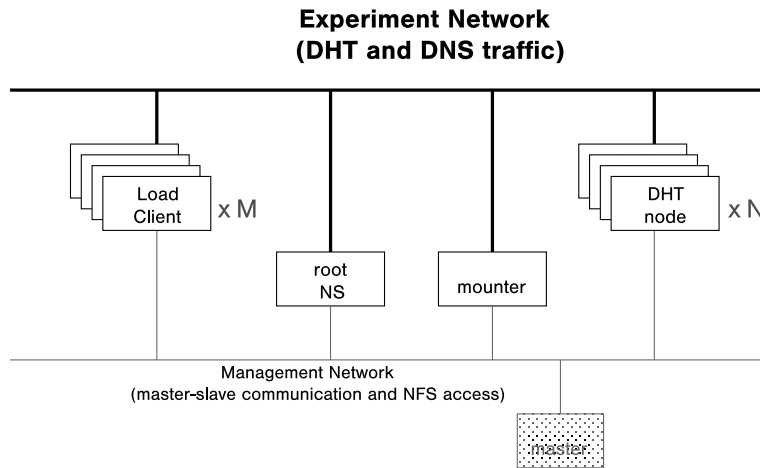 Experiment Network
(DHT and DNS traffic)
Load
Client
x M
DHT
node
x N
root
NS
mounter
Management Network
(master-slave communication and NFS access)
master